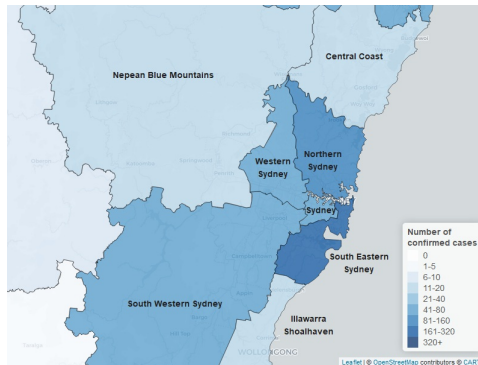 Central Coast
Nepean Blue Mountains
Western
Sydney
Northern
Sydney
Sydney
South Eastern
Sydney
South Western Sydney
Illawarra
Shoalhaven
WOLLONGONG
Number of
confirmed cases
0
1-5
6-10
11-20
21-40
41-80
81-160
161-320
320+
Leaflet | © OpenStreetMap contributors © CART